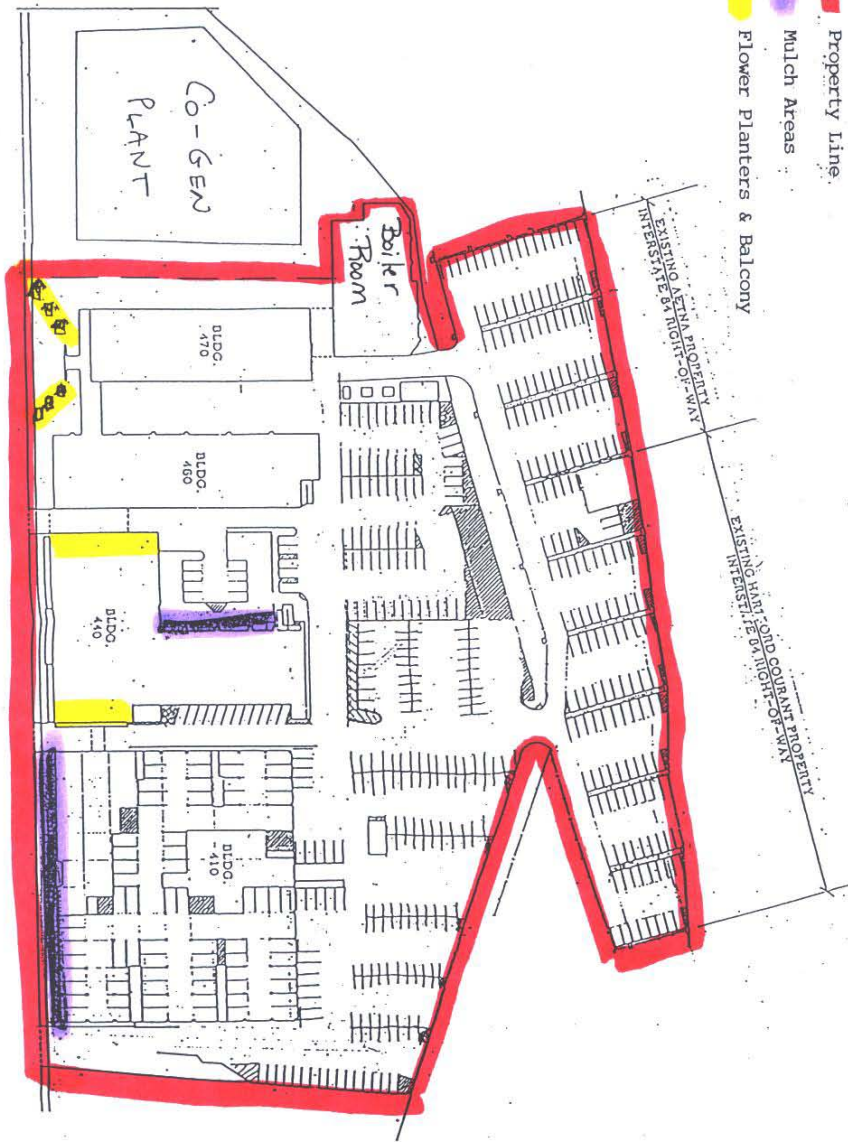 Property Line
Mulch Areas
Flower Planters & Balcony
EXISTING AETNA PROPERTY
INTERSTATE 84 RIGHT-OF-WAY
EXISTING HARTFORD COURANT PROPERTY
INTERSTATE 84 RIGHT-OF-WAY
CO-GEN
PLANT
Boiler
Room
BLDG.
470
BLDG.
460
BLDG.
440
BLDG.
410